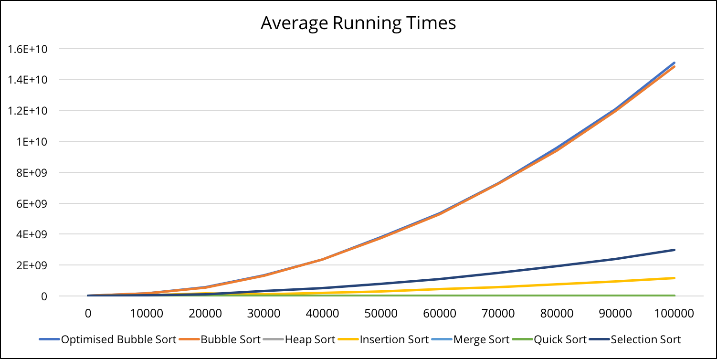 Average Running Times
1.6E+10
1.4E+10
1.2E+10
1E+10
8E+09
6E+09
4E+09
2E+09
0
0 10000 20000 30000 40000 50000 60000 70000 80000 90000 100000
Optimised Bubble Sort Bubble Sort Heap Sort Insertion Sort Merge Sort Quick Sort Selection Sort